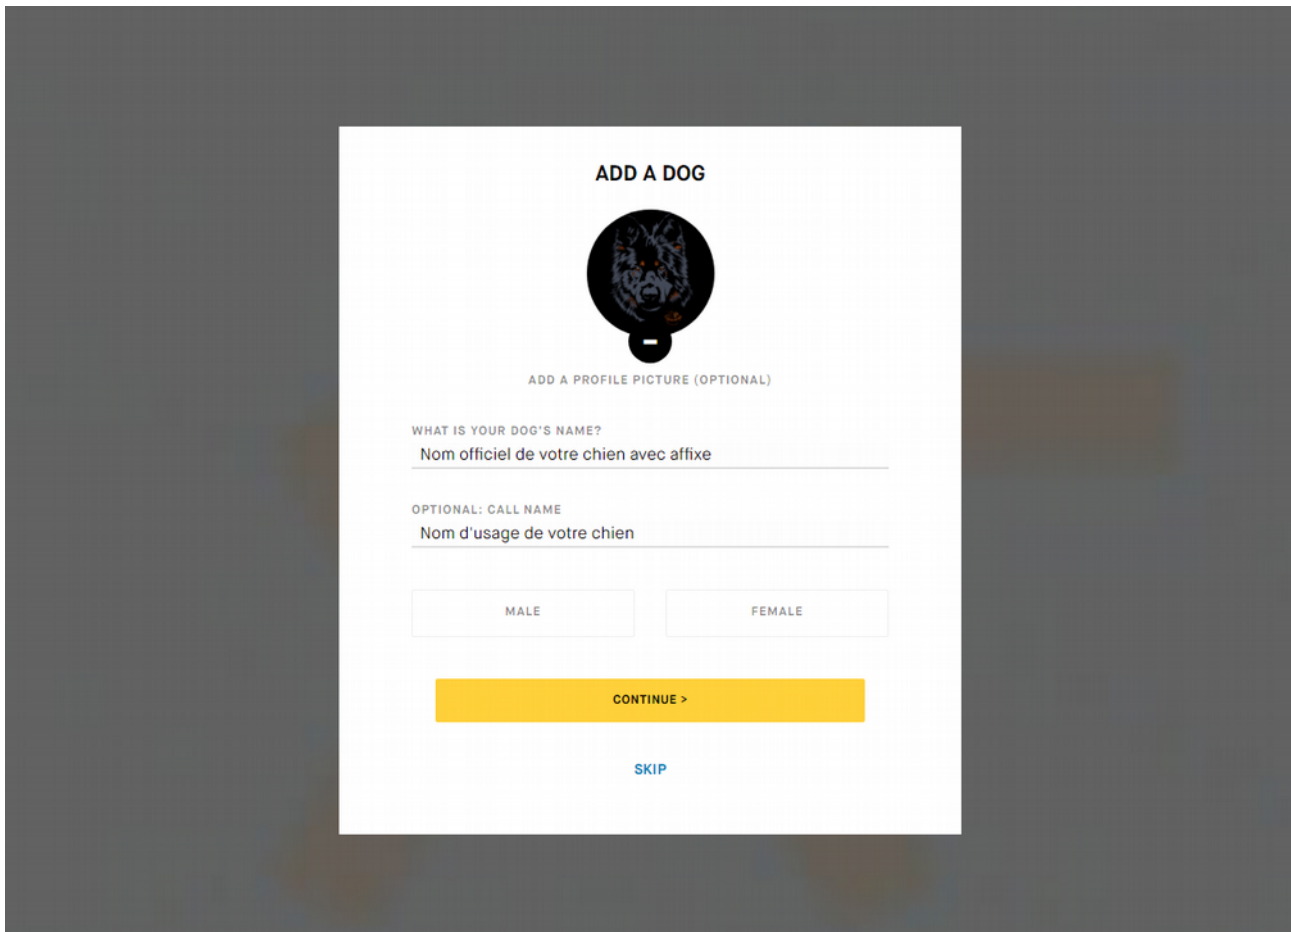 ADD A DOG
ADD A PROFILE PICTURE (OPTIONAL)
WHAT IS YOUR DOG'S NAME?
Nom officiel de votre chien avec affixe
OPTIONAL: CALL NAME
Nom d'usage de votre chien
MALE
FEMALE
CONTINUE >
SKIP